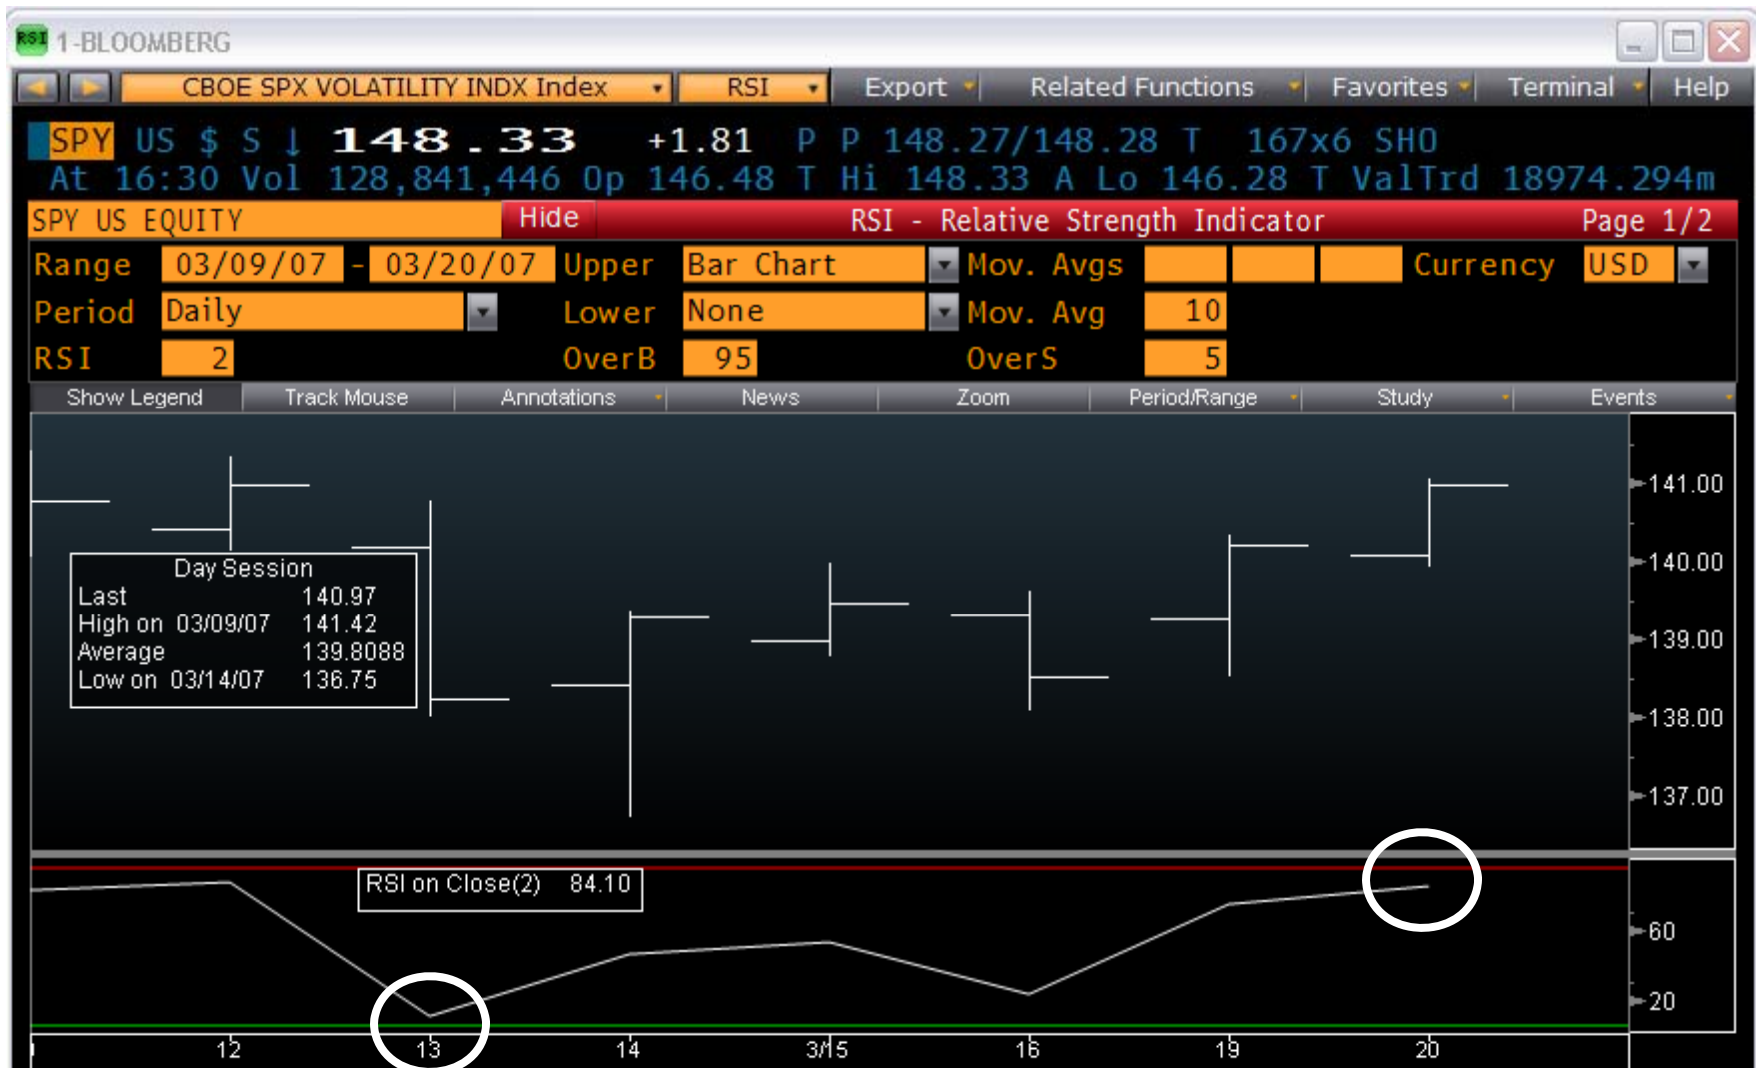 RSI 1-BLOOMBERG
CBOE SPX VOLATILITY INDX Index RSI Export Related Functions Favorites Terminal Help
SPY US $ S ↓ 148.33 +1.81 P P 148.27/148.28 T 167x6 SHO
At 16:30 Vol 128,841,446 Op 146.48 T Hi 148.33 A Lo 146.28 T ValTrd 18974.294m
SPY US EQUITY Hide RSI - Relative Strength Indicator Page 1/2
Range 03/09/07 - 03/20/07 Upper Bar Chart Mov. Avgs Currency USD
Period Daily Lower None Mov. Avg 10
RSI 2 OverB 95 OverS 5
Show Legend Track Mouse Annotations News Zoom Period/Range Study Events
141.00
140.00
Day Session
Last 140.97
High on 03/09/07 141.42
Average 139.8088
Low on 03/14/07 136.75
139.00
138.00
137.00
RSI on Close(2) 84.10
60
20
12 13 14 3/15 16 19 20